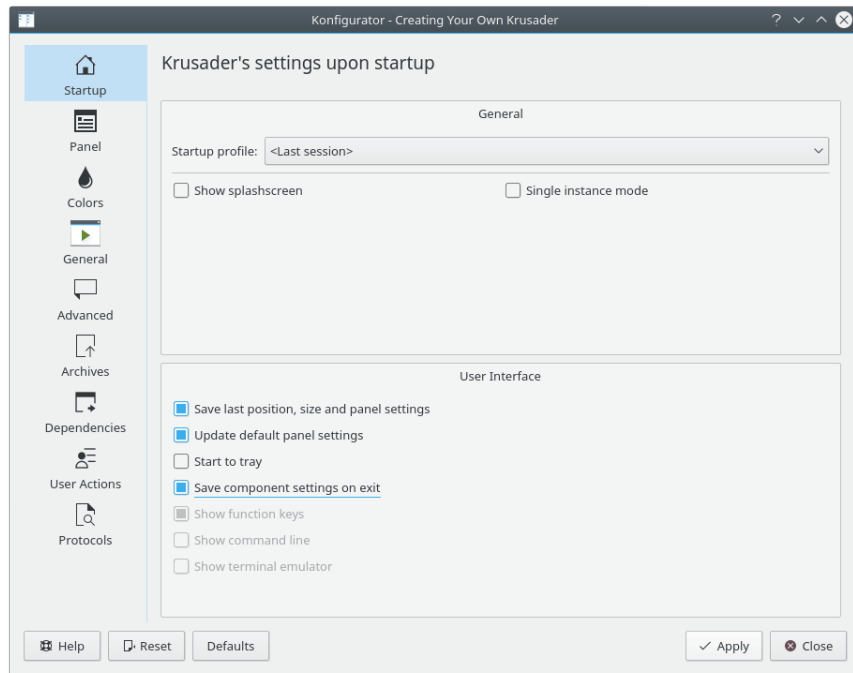 Konfigurator - Creating Your Own Krusader
Startup
Panel
Colors
General
Advanced
Archives
Dependencies
User Actions
Protocols
Krusader's settings upon startup
General
Startup profile: <Last session>
Show splashscreen Single instance mode
User Interface
Save last position, size and panel settings
Update default panel settings
Start to tray
Save component settings on exit
Show function keys
Show command line
Show terminal emulator
Help Reset Defaults Apply Close